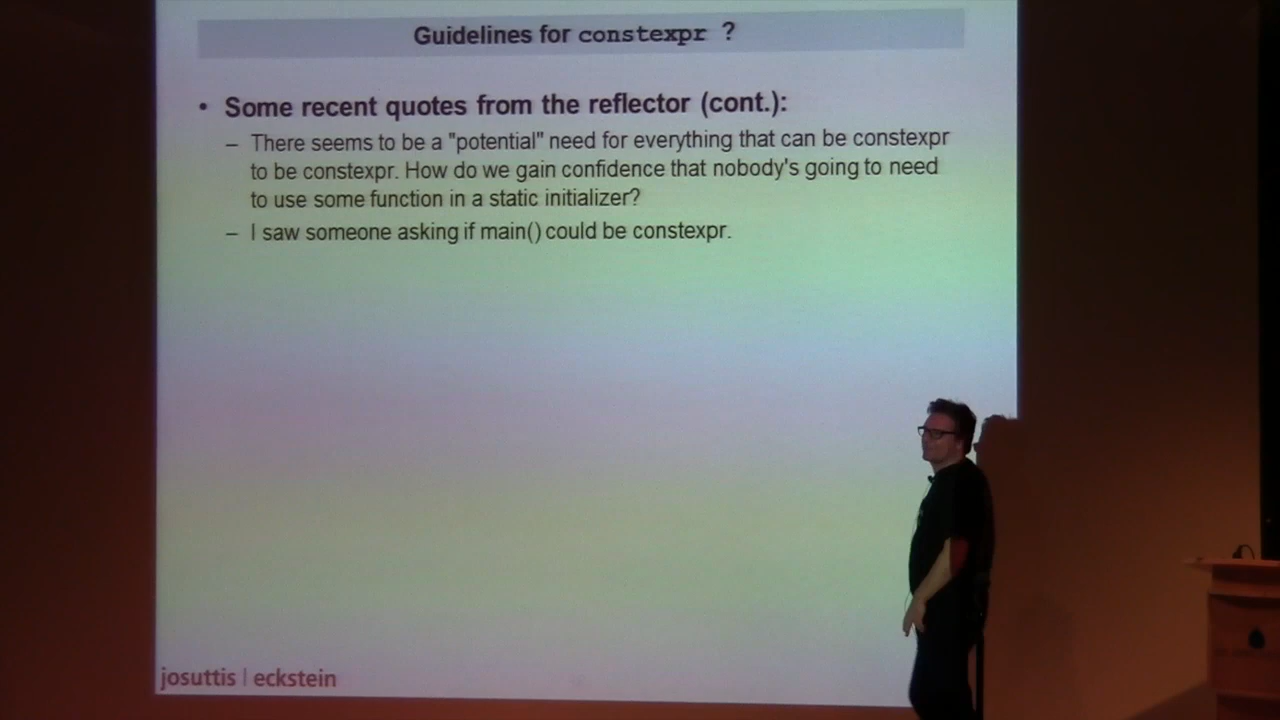 Guidelines for constexpr ?
• Some recent quotes from the reflector (cont.):
– There seems to be a "potential" need for everything that can be constexpr
to be constexpr. How do we gain confidence that nobody's going to need
to use some function in a static initializer?
– I saw someone asking if main() could be constexpr.
josuttis | eckstein